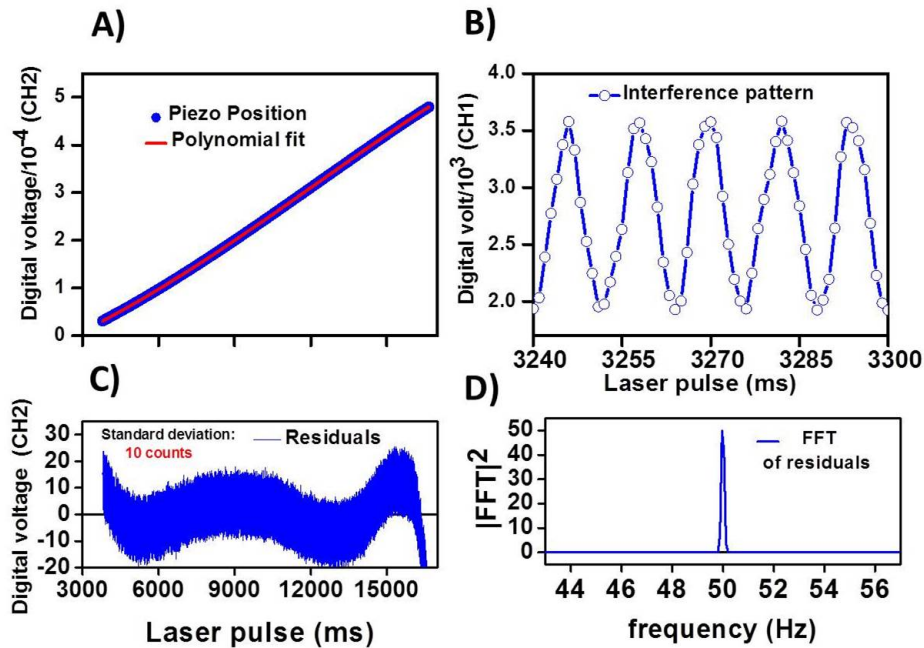 A)
Digital voltage/10^-4 (CH2)
5
4
3
2
1
0
Piezo Position
Polynomial fit
B)
Digital volt/10^3 (CH1)
4.0
3.5
3.0
2.5
2.0
Interference pattern
3240 3255 3270 3285 3300
Laser pulse (ms)
C)
Digital voltage (CH2)
30
20
10
0
-10
-20
Standard deviation:
10 counts
Residuals
3000 6000 9000 12000 15000
Laser pulse (ms)
D)
|FFT|^2
50
40
30
20
10
0
FFT
of residuals
44 46 48 50 52 54 56
frequency (Hz)